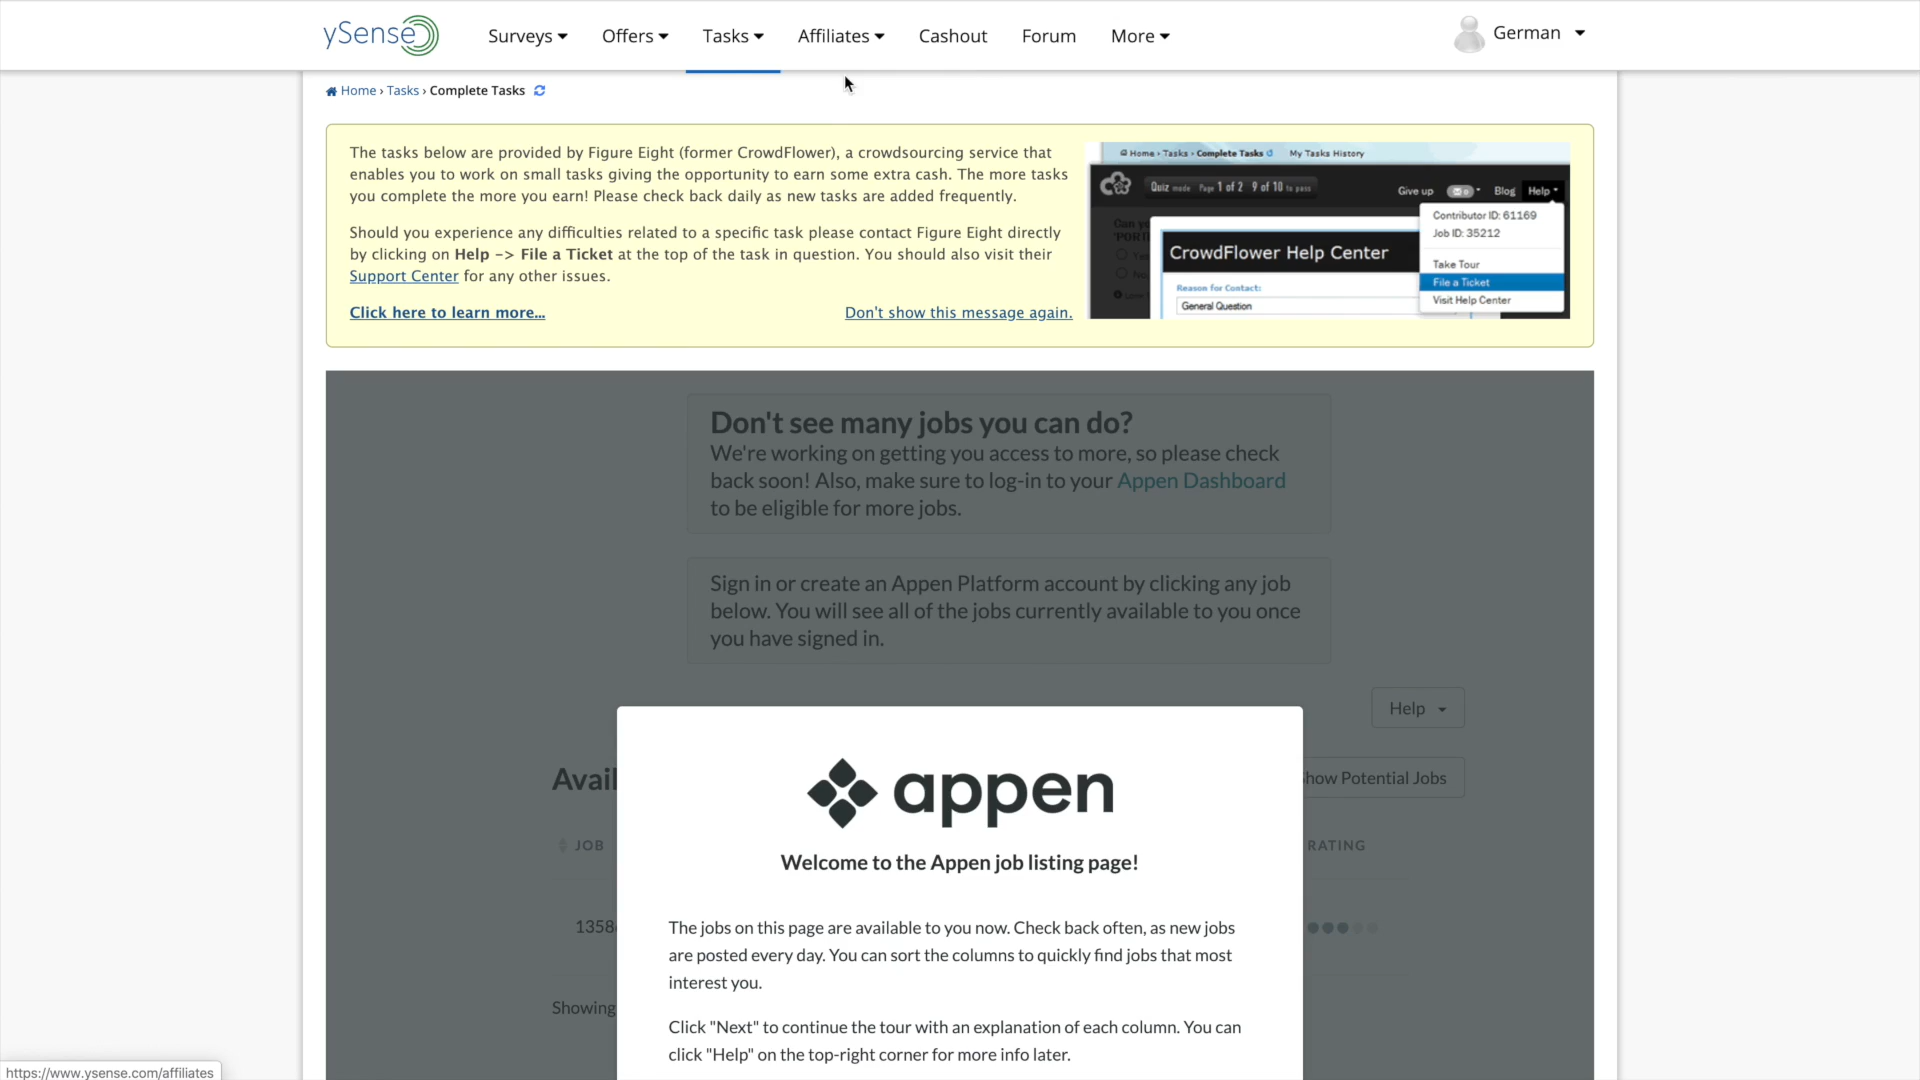 ySense
Surveys
Offers
Tasks
Affiliates
Cashout
Forum
More
German
Home › Tasks › Complete Tasks
The tasks below are provided by Figure Eight (former CrowdFlower), a crowdsourcing service that
enables you to work on small tasks giving the opportunity to earn some extra cash. The more tasks
you complete the more you earn! Please check back daily as new tasks are added frequently.
Should you experience any difficulties related to a specific task please contact Figure Eight directly
by clicking on Help -> File a Ticket at the top of the task in question. You should also visit their
Support Center for any other issues.
Click here to learn more...
Don't show this message again.
Home › Tasks › Complete Tasks
My Tasks History
Quiz mode Page 1 of 2 9 of 10 to pass
Give up
Blog
Help
Contributor ID: 61169
Job ID: 35212
Take Tour
File a Ticket
Visit Help Center
CrowdFlower Help Center
Reason for Contact:
General Question
Don't see many jobs you can do?
We're working on getting you access to more, so please check
back soon! Also, make sure to log-in to your Appen Dashboard
to be eligible for more jobs.
Sign in or create an Appen Platform account by clicking any job
below. You will see all of the jobs currently available to you once
you have signed in.
Help
Avail
Show Potential Jobs
JOB
RATING
1358
Showing
appen
Welcome to the Appen job listing page!
The jobs on this page are available to you now. Check back often, as new jobs
are posted every day. You can sort the columns to quickly find jobs that most
interest you.
Click "Next" to continue the tour with an explanation of each column. You can
click "Help" on the top-right corner for more info later.
https://www.ysense.com/affiliates